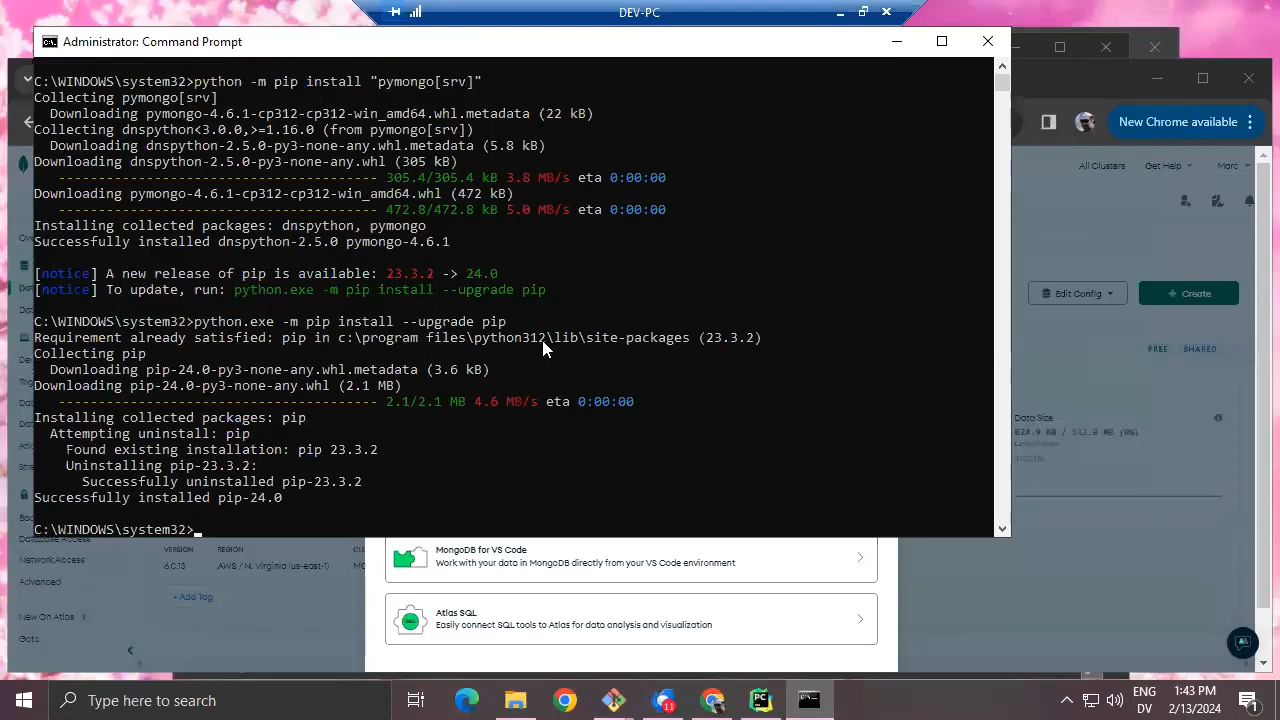 DEV-PC
Administrator: Command Prompt
C:\WINDOWS\system32>python -m pip install "pymongo[srv]"
Collecting pymongo[srv]
Downloading pymongo-4.6.1-cp312-cp312-win_amd64.whl.metadata (22 kB)
Collecting dnspython<3.0.0,>=1.16.0 (from pymongo[srv])
Downloading dnspython-2.5.0-py3-none-any.whl.metadata (5.8 kB)
Downloading dnspython-2.5.0-py3-none-any.whl (305 kB)
---------------------------------------- 305.4/305.4 kB 3.8 MB/s eta 0:00:00
Downloading pymongo-4.6.1-cp312-cp312-win_amd64.whl (472 kB)
---------------------------------------- 472.8/472.8 kB 5.0 MB/s eta 0:00:00
Installing collected packages: dnspython, pymongo
Successfully installed dnspython-2.5.0 pymongo-4.6.1
[notice] A new release of pip is available: 23.3.2 -> 24.0
[notice] To update, run: python.exe -m pip install --upgrade pip
C:\WINDOWS\system32>python.exe -m pip install --upgrade pip
Requirement already satisfied: pip in c:\program files\python312\lib\site-packages (23.3.2)
Collecting pip
Downloading pip-24.0-py3-none-any.whl.metadata (3.6 kB)
Downloading pip-24.0-py3-none-any.whl (2.1 MB)
---------------------------------------- 2.1/2.1 MB 4.6 MB/s eta 0:00:00
Installing collected packages: pip
Attempting uninstall: pip
Found existing installation: pip 23.3.2
Uninstalling pip-23.3.2:
Successfully uninstalled pip-23.3.2
Successfully installed pip-24.0
C:\WINDOWS\system32>
New Chrome available
All Clusters Get Help Marc
Edit Config + Create
FREE SHARED
Data Size
Database Access
Network Access
Advanced
New On Atlas 1
Goto
VERSION REGION
6.0.13 AWS / N. Virginia (us-east-1)
+ Add Tag
MongoDB for VS Code
Work with your data in MongoDB directly from your VS Code environment
Atlas SQL
Easily connect SQL tools to Atlas for data analysis and visualization
Type here to search
11
PC
ENG
DV
1:43 PM
2/13/2024
1